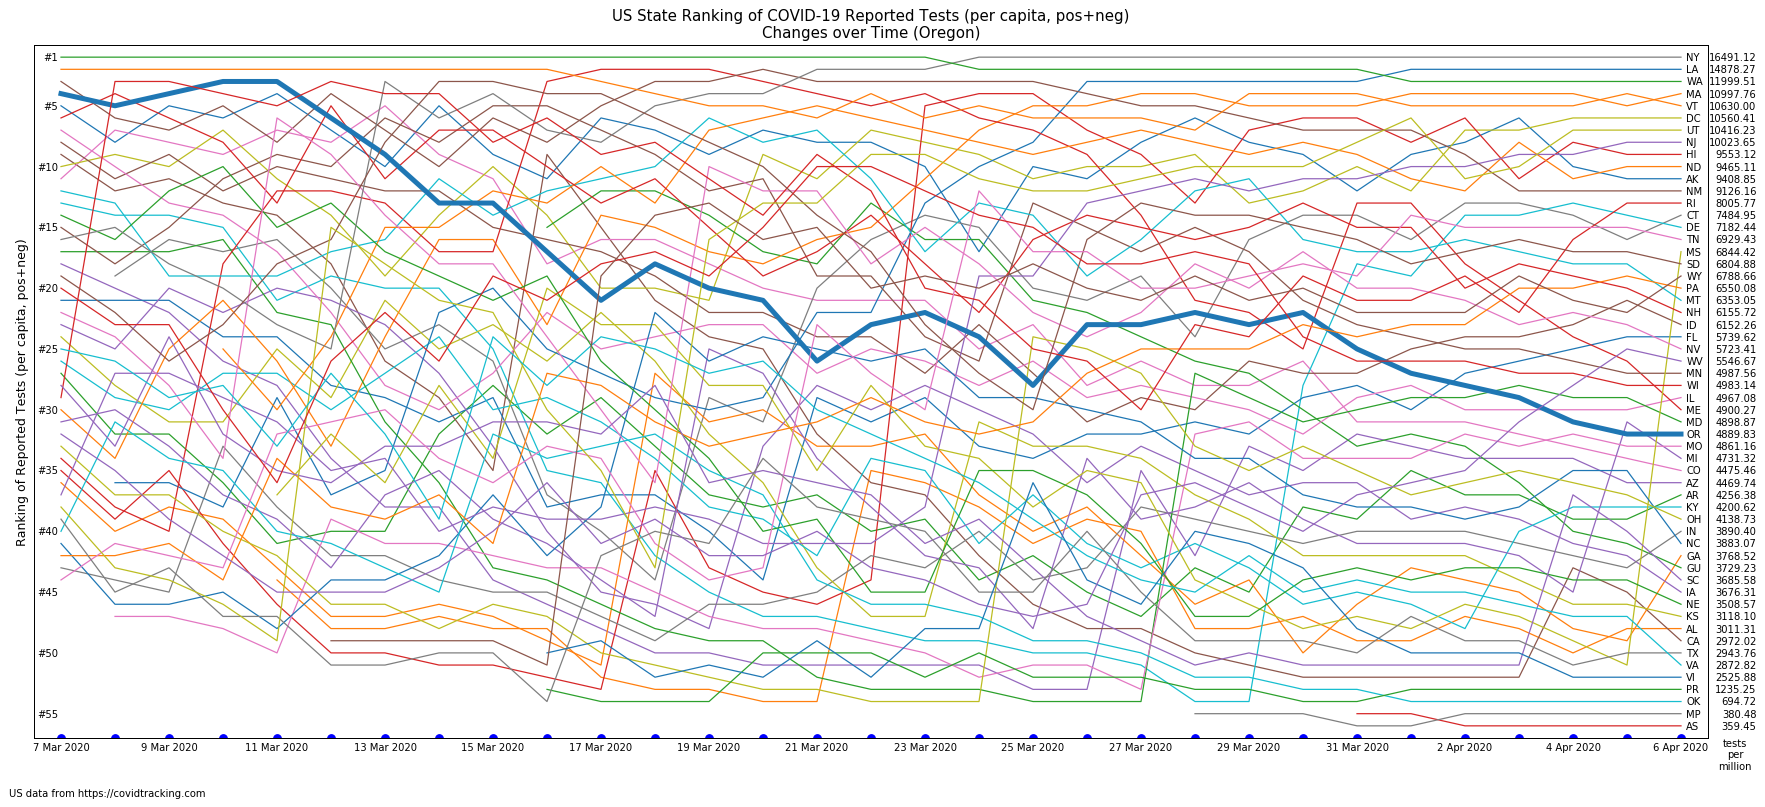 US State Ranking of COVID-19 Reported Tests (per capita, pos+neg)
Changes over Time (Oregon)
Ranking of Reported Tests (per capita, pos+neg)
#1
#5
#10
#15
#20
#25
#30
#35
#40
#45
#50
#55
NY 16491.12
LA 14878.27
WA 11999.51
MA 10997.76
VT 10630.00
DC 10560.41
UT 10416.23
NJ 10023.65
HI 9553.12
ND 9465.11
AK 9408.85
NM 9126.16
RI 8005.77
CT 7484.95
DE 7182.44
TN 6929.43
MS 6844.42
SD 6804.88
WY 6788.66
PA 6550.08
MT 6353.05
NH 6155.72
ID 6152.26
FL 5739.62
NV 5723.41
WV 5546.67
MN 4987.56
WI 4983.14
IL 4967.08
ME 4900.27
MD 4898.87
OR 4889.83
MO 4861.16
MI 4731.32
CO 4475.46
AZ 4469.74
AR 4256.38
KY 4200.62
OH 4138.73
IN 3890.40
NC 3883.07
GA 3768.52
GU 3729.23
SC 3685.58
IA 3676.31
NE 3508.57
KS 3118.10
AL 3011.31
CA 2972.02
TX 2943.76
VA 2872.82
VI 2525.88
PR 1235.25
OK 694.72
MP 380.48
AS 359.45
7 Mar 2020 9 Mar 2020 11 Mar 2020 13 Mar 2020 15 Mar 2020 17 Mar 2020 19 Mar 2020 21 Mar 2020 23 Mar 2020 25 Mar 2020 27 Mar 2020 29 Mar 2020 31 Mar 2020 2 Apr 2020 4 Apr 2020 6 Apr 2020
tests
per
million
US data from https://covidtracking.com